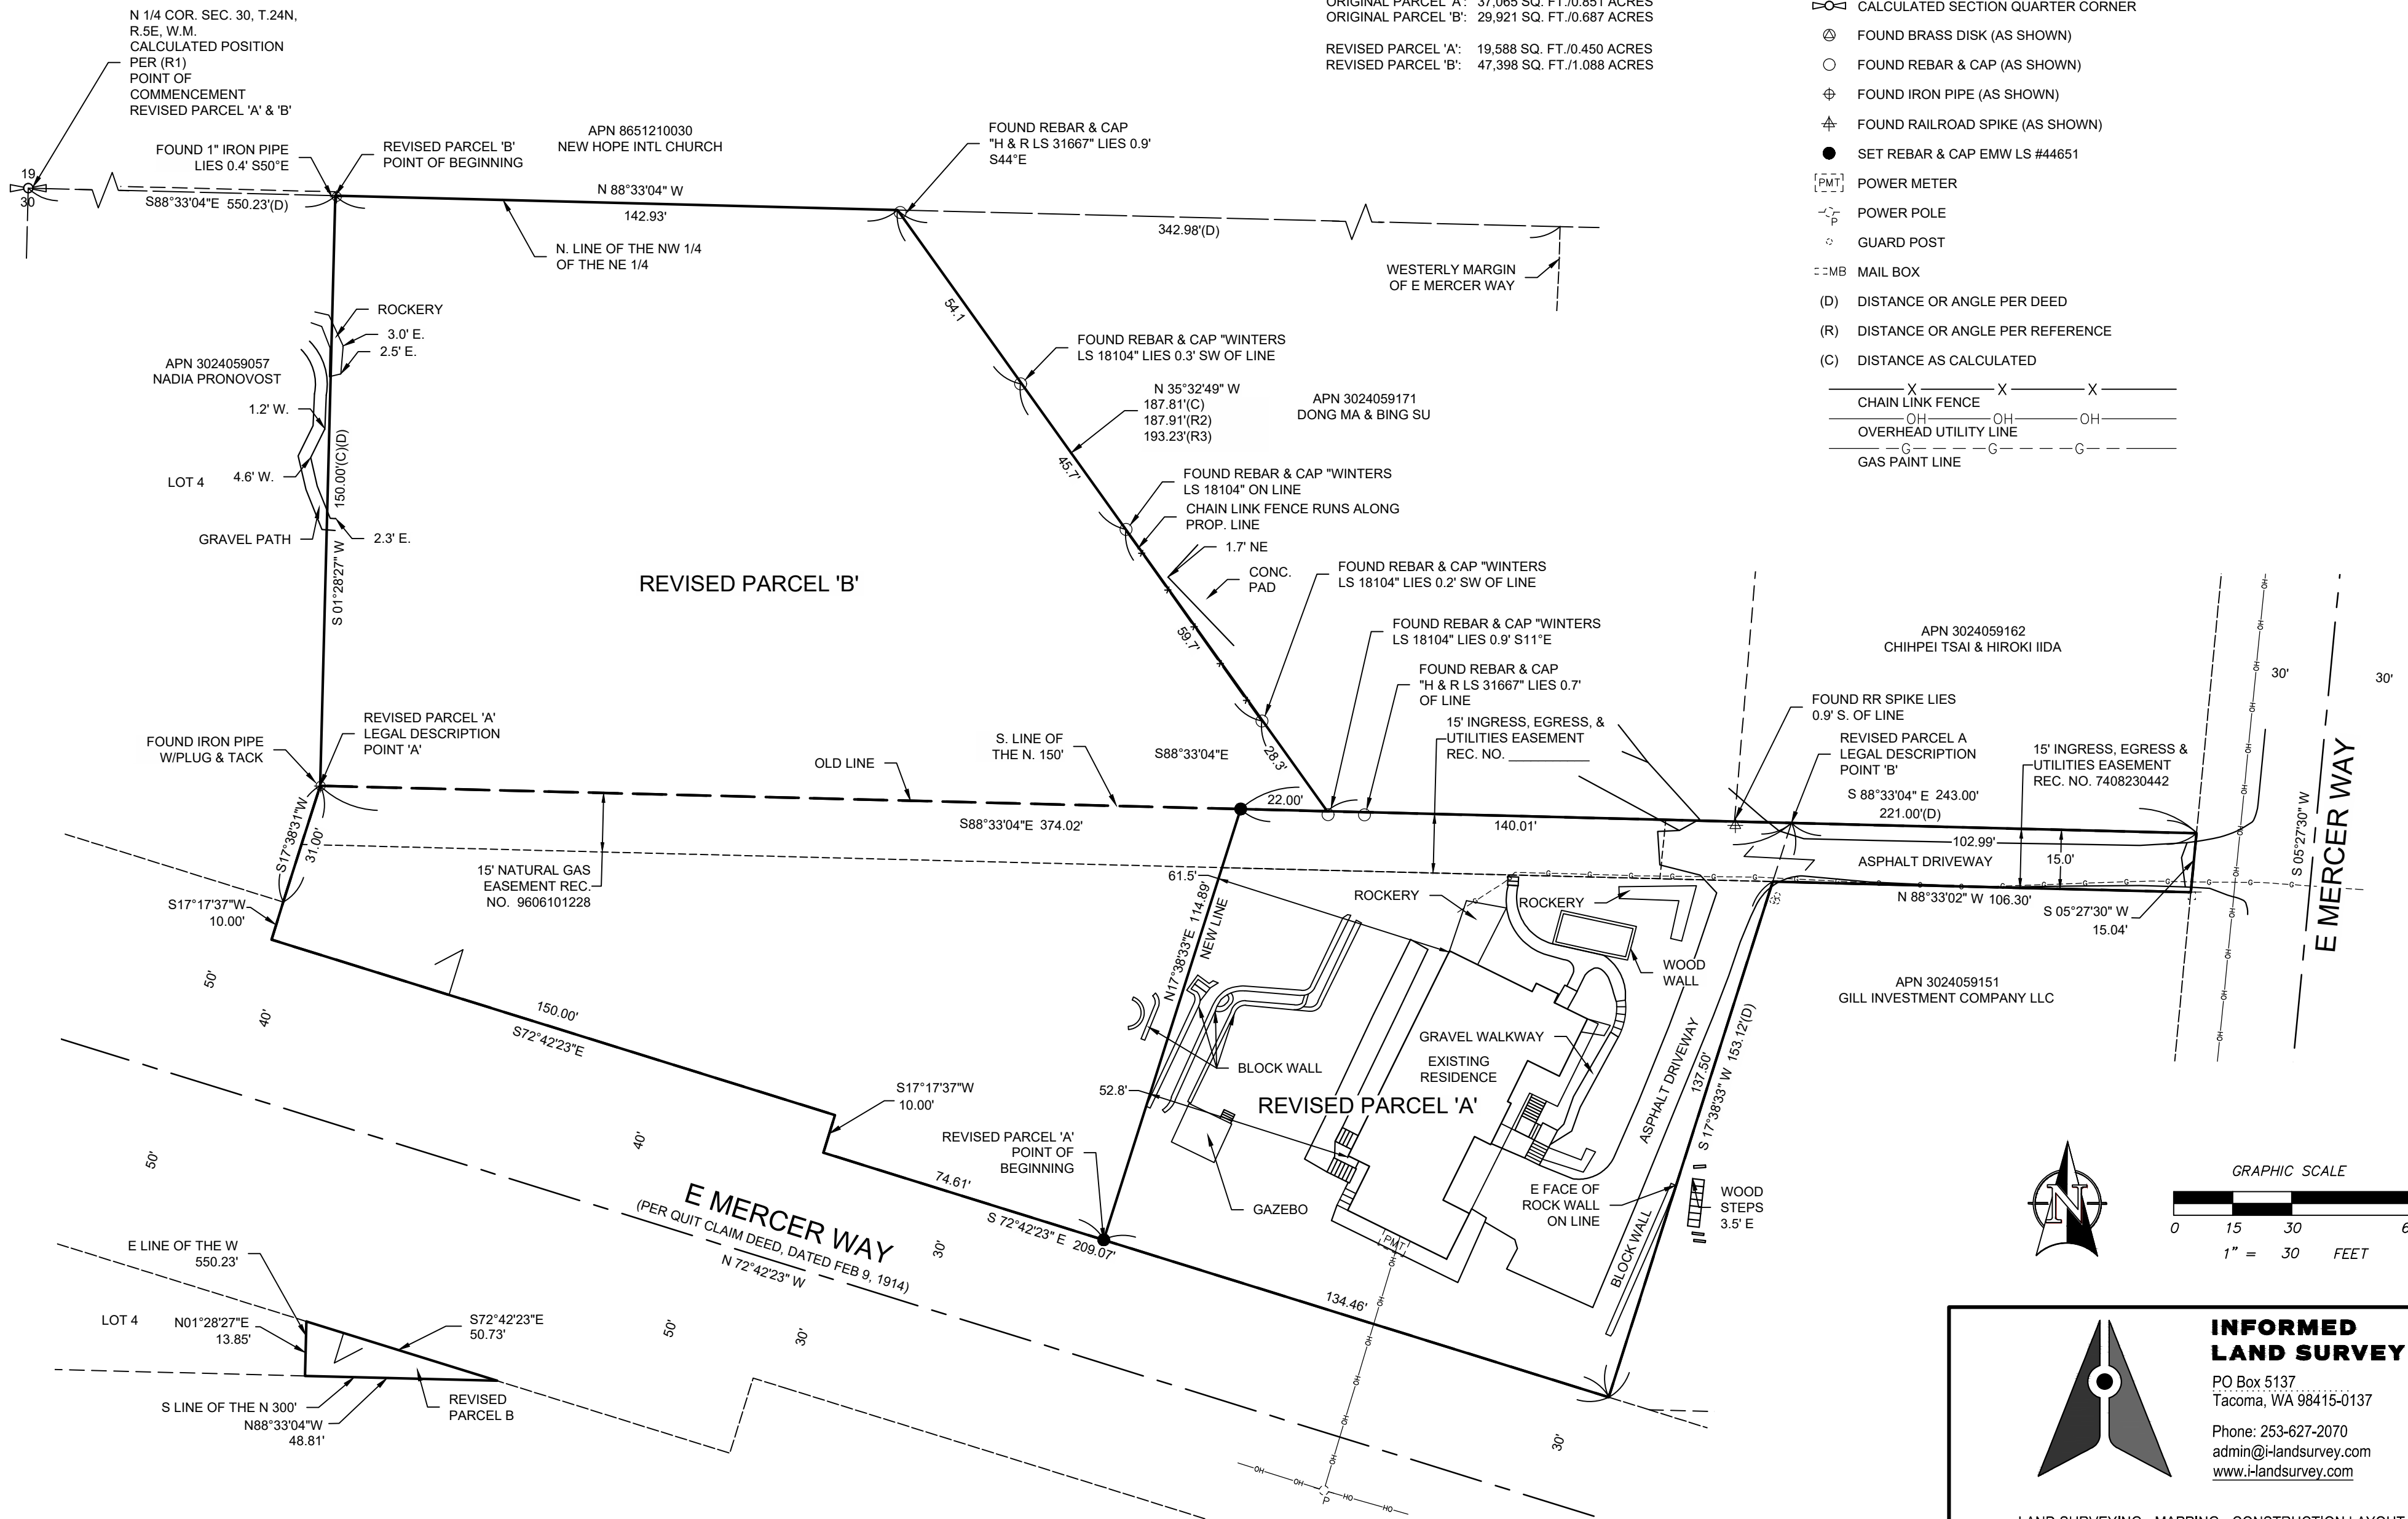 ORIGINAL PARCEL 'A': 37,065 SQ. FT./0.851 ACRES
ORIGINAL PARCEL 'B': 29,921 SQ. FT./0.687 ACRES
REVISED PARCEL 'A': 19,588 SQ. FT./0.450 ACRES
REVISED PARCEL 'B': 47,398 SQ. FT./1.088 ACRES
CALCULATED SECTION QUARTER CORNER
FOUND BRASS DISK (AS SHOWN)
FOUND REBAR & CAP (AS SHOWN)
FOUND IRON PIPE (AS SHOWN)
FOUND RAILROAD SPIKE (AS SHOWN)
SET REBAR & CAP EMW LS #44651
PMT POWER METER
P POWER POLE
GUARD POST
MB MAIL BOX
(D) DISTANCE OR ANGLE PER DEED
(R) DISTANCE OR ANGLE PER REFERENCE
(C) DISTANCE AS CALCULATED
X X X
CHAIN LINK FENCE
OH OH OH
OVERHEAD UTILITY LINE
G G G
GAS PAINT LINE
N 1/4 COR. SEC. 30, T.24N,
R.5E, W.M.
CALCULATED POSITION
PER (R1)
POINT OF
COMMENCEMENT
REVISED PARCEL 'A' & 'B'
19
30
FOUND 1" IRON PIPE
LIES 0.4' S50°E
S88°33'04"E 550.23'(D)
REVISED PARCEL 'B'
POINT OF BEGINNING
APN 8651210030
NEW HOPE INTL CHURCH
N 88°33'04" W
142.93'
N. LINE OF THE NW 1/4
OF THE NE 1/4
FOUND REBAR & CAP
"H & R LS 31667" LIES 0.9'
S44°E
342.98'(D)
WESTERLY MARGIN
OF E MERCER WAY
ROCKERY
3.0' E.
2.5' E.
APN 3024059057
NADIA PRONOVOST
1.2' W.
LOT 4
4.6' W.
GRAVEL PATH
2.3' E.
150.00'(C)(D)
S 01°28'27" W
54.1
FOUND REBAR & CAP "WINTERS
LS 18104" LIES 0.3' SW OF LINE
N 35°32'49" W
187.81'(C)
187.91'(R2)
193.23'(R3)
APN 3024059171
DONG MA & BING SU
45.7'
FOUND REBAR & CAP "WINTERS
LS 18104" ON LINE
CHAIN LINK FENCE RUNS ALONG
PROP. LINE
1.7' NE
CONC.
PAD
REVISED PARCEL 'B'
59.7'
FOUND REBAR & CAP "WINTERS
LS 18104" LIES 0.2' SW OF LINE
FOUND REBAR & CAP "WINTERS
LS 18104" LIES 0.9' S11°E
FOUND REBAR & CAP
"H & R LS 31667" LIES 0.7'
OF LINE
28.3'
APN 3024059162
CHIHPEI TSAI & HIROKI IIDA
30'
30'
FOUND IRON PIPE
W/PLUG & TACK
REVISED PARCEL 'A'
LEGAL DESCRIPTION
POINT 'A'
OLD LINE
S. LINE OF
THE N. 150'
S88°33'04"E
22.00'
15' INGRESS, EGRESS, &
UTILITIES EASEMENT
REC. NO. __________
140.01'
FOUND RR SPIKE LIES
0.9' S. OF LINE
REVISED PARCEL A
LEGAL DESCRIPTION
POINT 'B'
S 88°33'04" E 243.00'
221.00'(D)
15' INGRESS, EGRESS &
UTILITIES EASEMENT
REC. NO. 7408230442
102.99'
ASPHALT DRIVEWAY
15.0'
N 88°33'02" W 106.30'
S 05°27'30" W
15.04'
S 05°27'30" W
E MERCER WAY
S88°33'04"E 374.02'
S17°38'31"W
31.00'
15' NATURAL GAS
EASEMENT REC.
NO. 9606101228
S17°17'37"W
10.00'
50'
40'
150.00'
S72°42'23"E
61.5'
N17°38'33"E 114.89'
NEW LINE
ROCKERY
ROCKERY
WOOD
WALL
APN 3024059151
GILL INVESTMENT COMPANY LLC
GRAVEL WALKWAY
EXISTING
RESIDENCE
REVISED PARCEL 'A'
BLOCK WALL
52.8'
GAZEBO
ASPHALT DRIVEWAY
137.50'
S 17°38'33" W 153.12'(D)
E FACE OF
ROCK WALL
ON LINE
BLOCK WALL
WOOD
STEPS
3.5' E
PMT
S17°17'37"W
10.00'
REVISED PARCEL 'A'
POINT OF
BEGINNING
74.61'
S 72°42'23" E 209.07'
134.46'
50'
40'
30'
E MERCER WAY
(PER QUIT CLAIM DEED, DATED FEB 9, 1914)
N 72°42'23" W
50'
30'
30'
P
E LINE OF THE W
550.23'
LOT 4
N01°28'27"E
13.85'
S72°42'23"E
50.73'
S LINE OF THE N 300'
N88°33'04"W
48.81'
REVISED
PARCEL B
N
GRAPHIC SCALE
0 15 30 6
1" = 30 FEET
INFORMED
LAND SURVEY
PO Box 5137
Tacoma, WA 98415-0137
Phone: 253-627-2070
admin@i-landsurvey.com
www.i-landsurvey.com
LAND SURVEYING MAPPING CONSTRUCTION LAYOUT